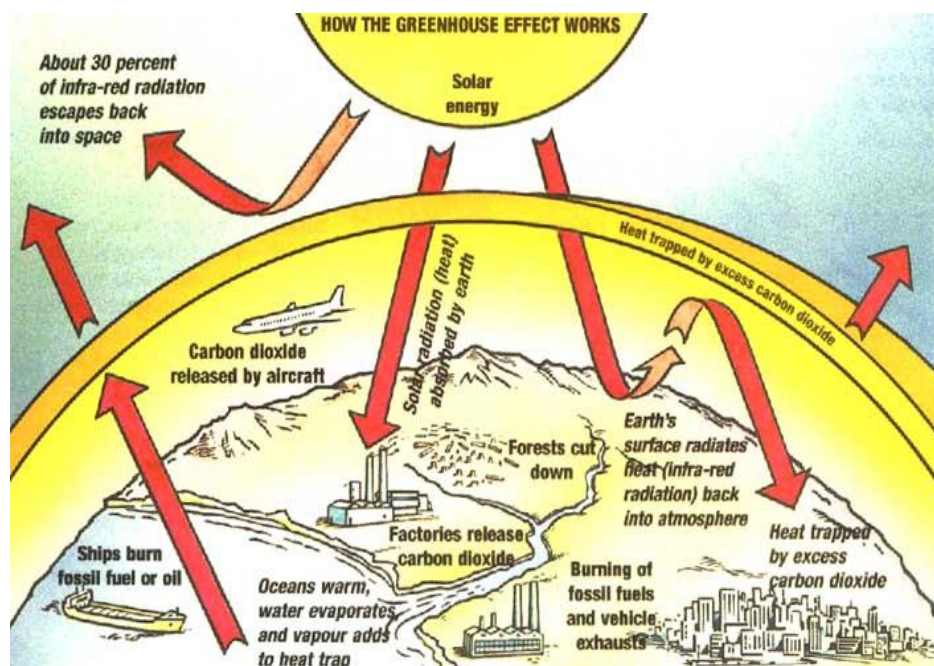 HOW THE GREENHOUSE EFFECT WORKS
Solar
energy
About 30 percent
of infra-red radiation
escapes back
into space
Heat trapped by excess carbon dioxide
Solar radiation (heat)
absorbed by earth
Carbon dioxide
released by aircraft
Forests cut
down
Earth's
surface radiates
heat (infra-red
radiation) back
into atmosphere
Factories release
carbon dioxide
Heat trapped
by excess
carbon dioxide
Ships burn
fossil fuel or oil
Oceans warm,
water evaporates
and vapour adds
to heat trap
Burning of
fossil fuels
and vehicle
exhausts